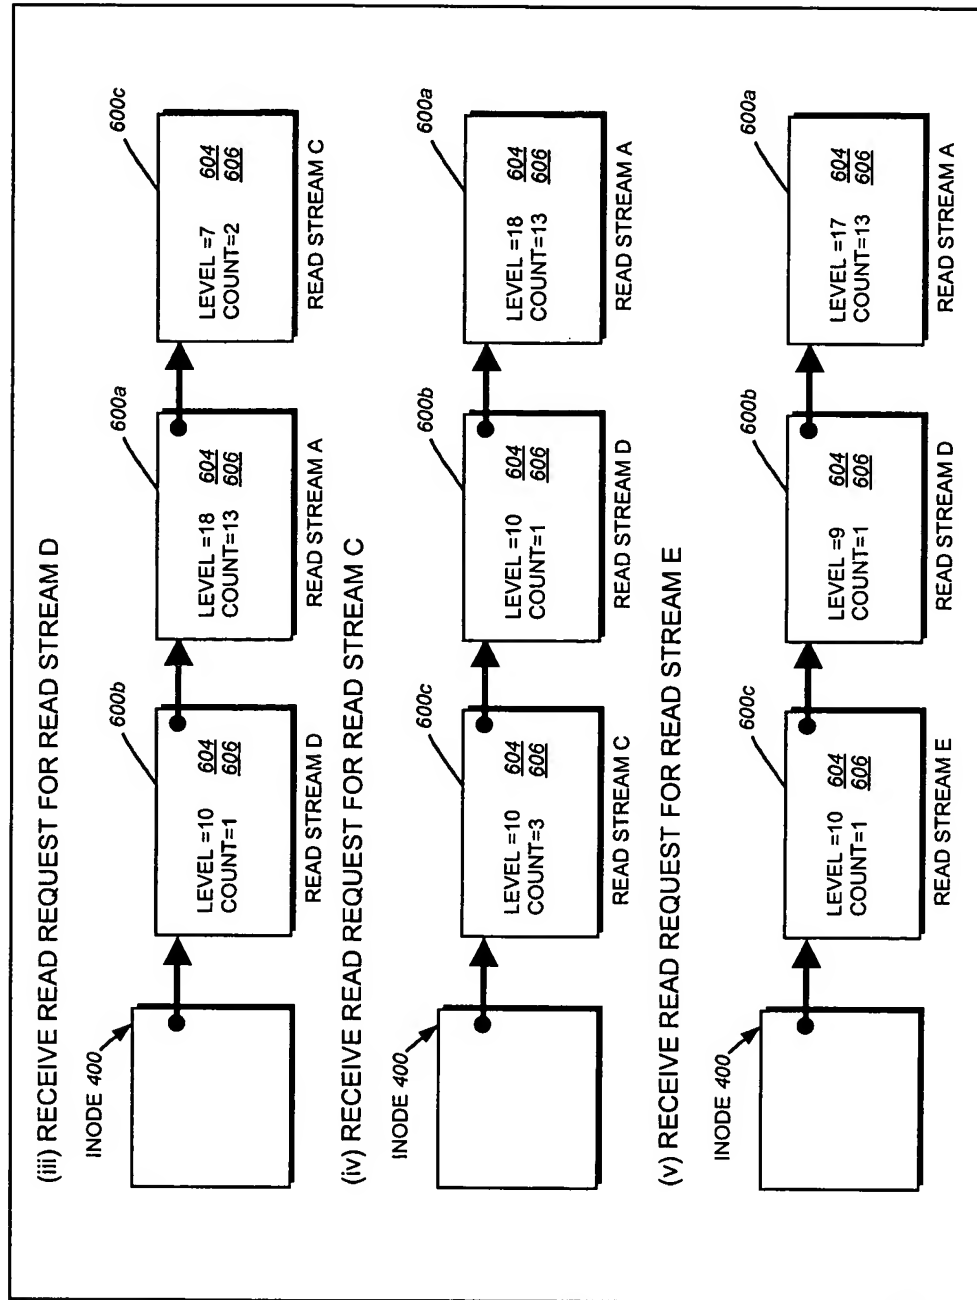 (iii) RECEIVE READ REQUEST FOR READ STREAM D
INODE 400
600b
LEVEL =10 604
COUNT=1 606
READ STREAM D
600a
LEVEL =18 604
COUNT=13 606
READ STREAM A
600c
LEVEL =7 604
COUNT=2 606
READ STREAM C
(iv) RECEIVE READ REQUEST FOR READ STREAM C
INODE 400
600c
LEVEL =10 604
COUNT=3 606
READ STREAM C
600b
LEVEL =10 604
COUNT=1 606
READ STREAM D
600a
LEVEL =18 604
COUNT=13 606
READ STREAM A
(v) RECEIVE READ REQUEST FOR READ STREAM E
INODE 400
600c
LEVEL =10 604
COUNT=1 606
READ STREAM E
600b
LEVEL =9 604
COUNT=1 606
READ STREAM D
600a
LEVEL =17 604
COUNT=13 606
READ STREAM A